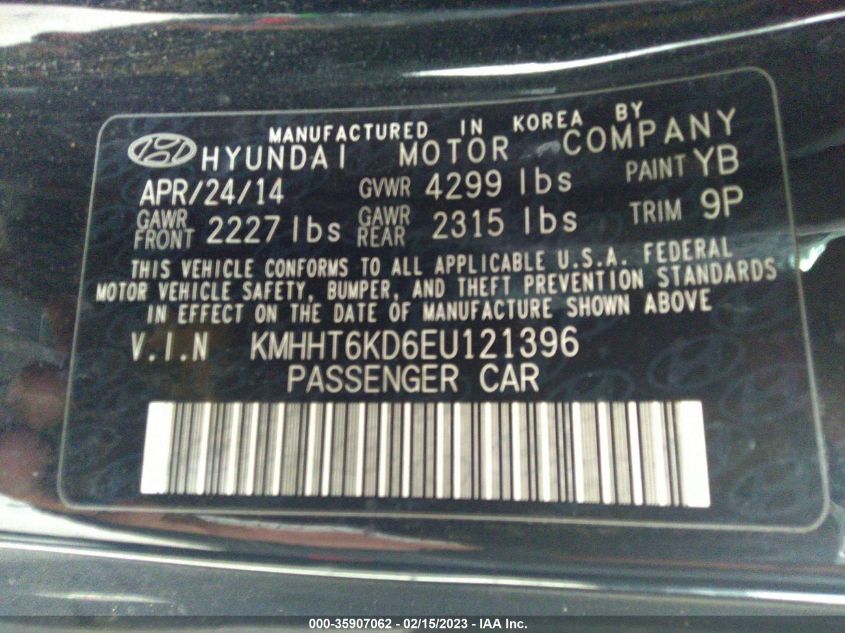 MANUFACTURED IN KOREA BY
HYUNDAI MOTOR COMPANY
APR/24/14 GVWR 4299 lbs PAINT YB
GAWR FRONT 2227 lbs GAWR REAR 2315 lbs TRIM 9P
THIS VEHICLE CONFORMS TO ALL APPLICABLE U.S.A. FEDERAL
MOTOR VEHICLE SAFETY, BUMPER, AND THEFT PREVENTION STANDARDS
IN EFFECT ON THE DATE OF MANUFACTURE SHOWN ABOVE
V.I.N KMHHT6KD6EU121396
PASSENGER CAR
000-35907062 - 02/15/2023 - IAA Inc.